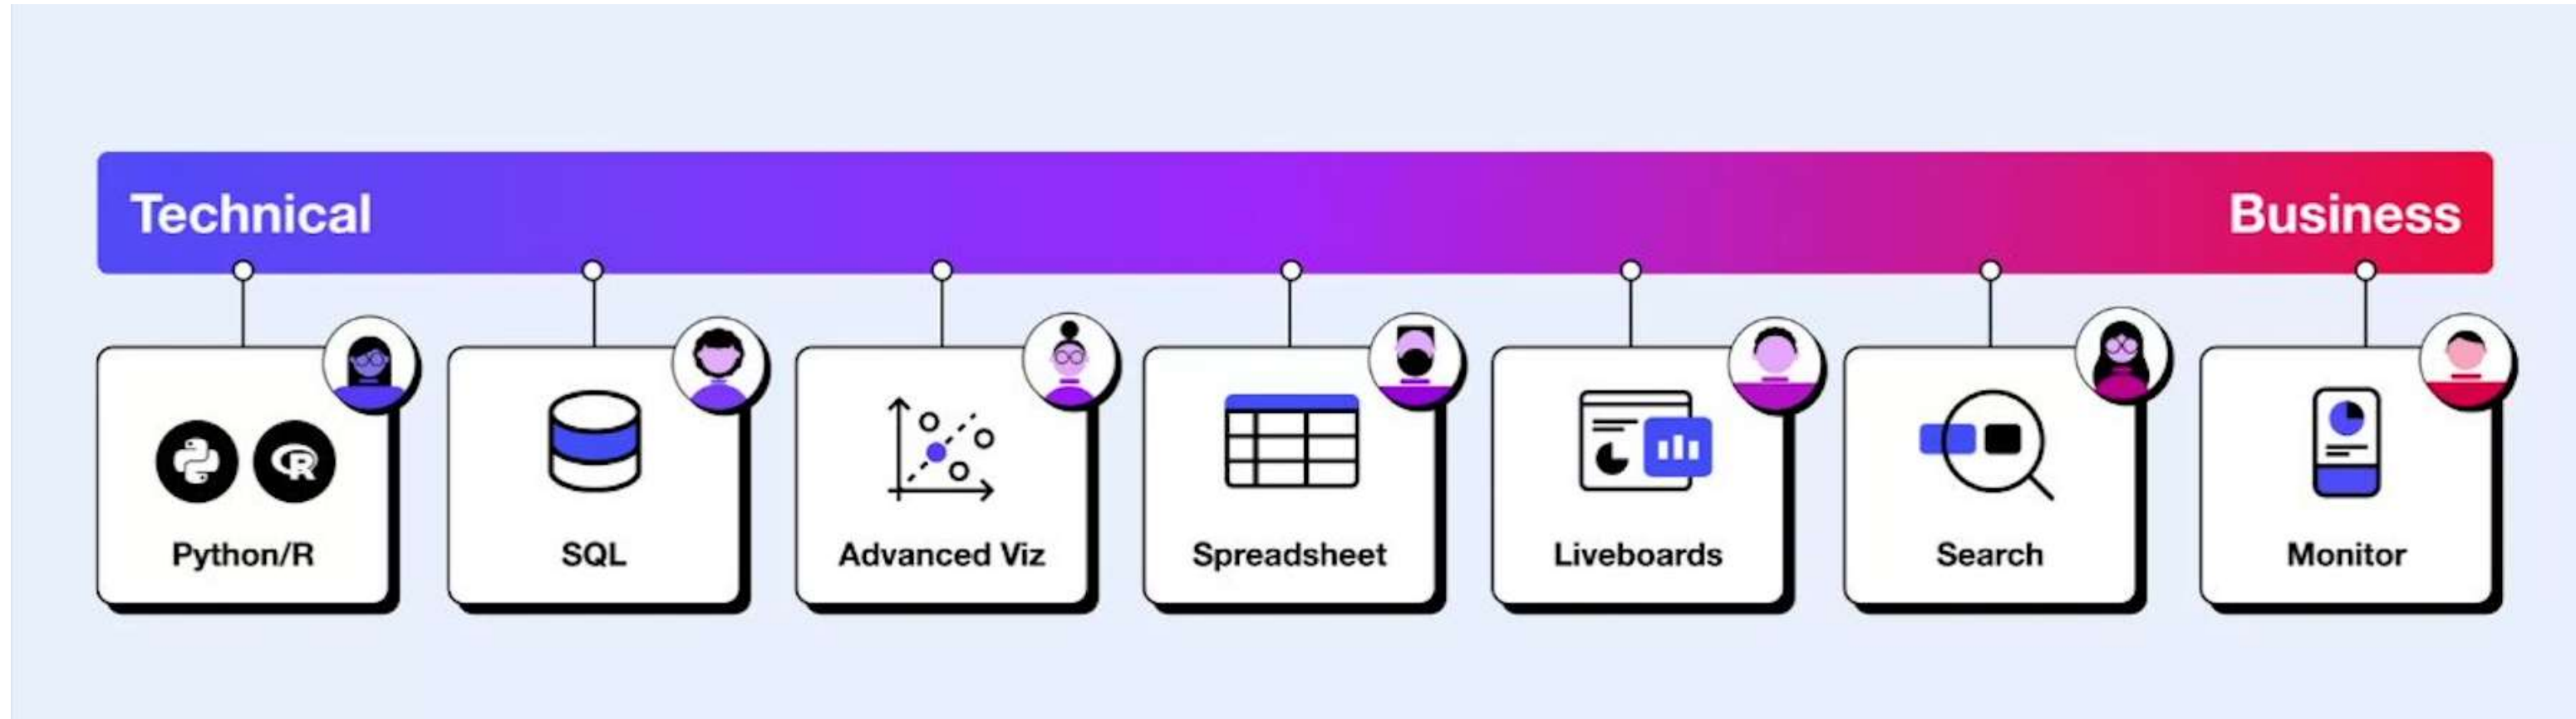 Technical
Business
Python/R
SQL
Advanced Viz
Spreadsheet
Liveboards
Search
Monitor